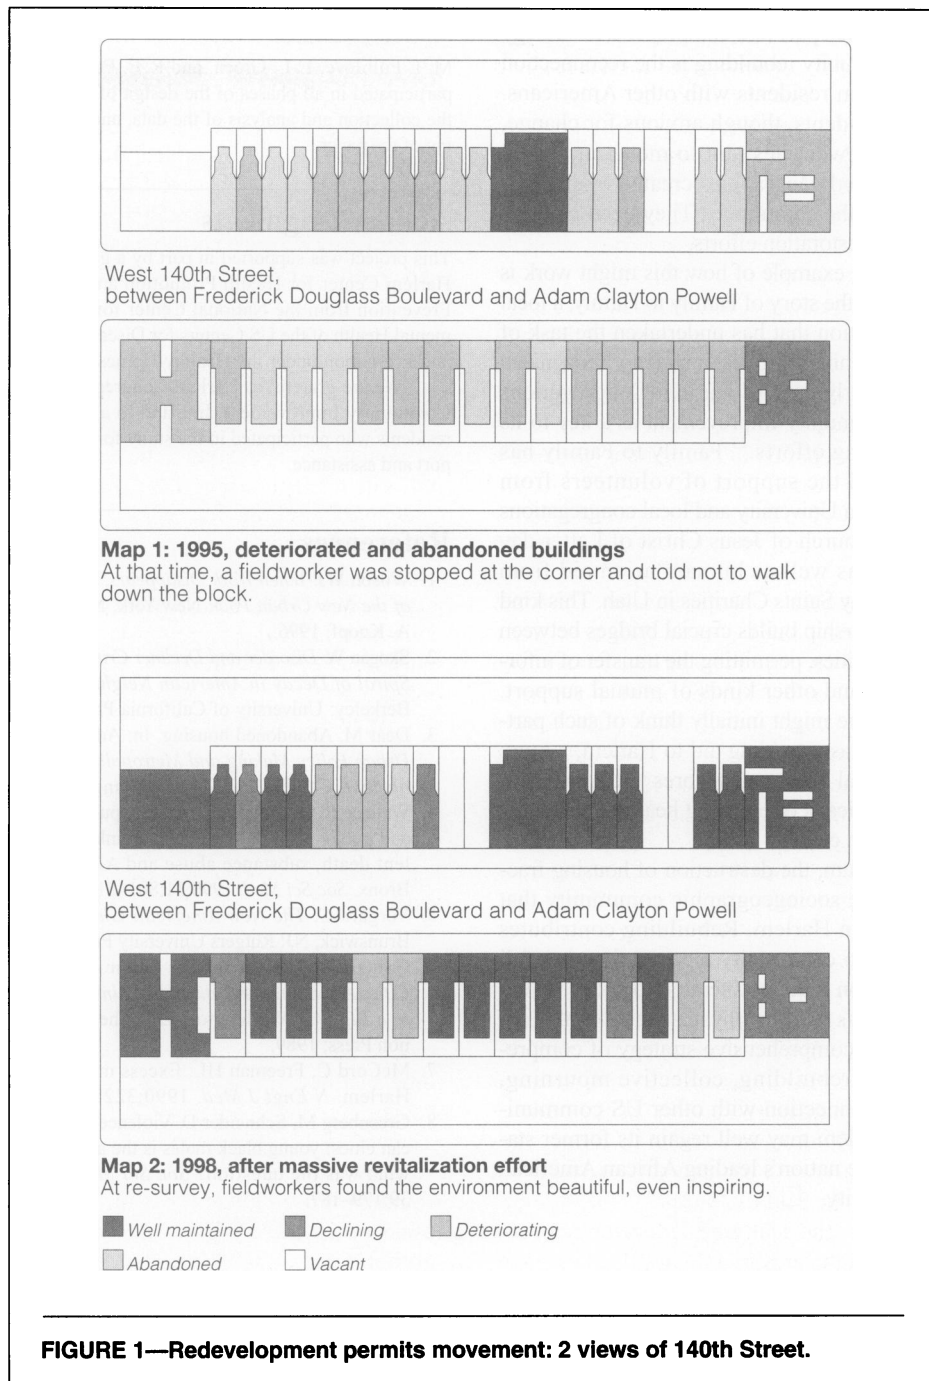 West 140th Street,
between Frederick Douglass Boulevard and Adam Clayton Powell
Map 1: 1995, deteriorated and abandoned buildings
At that time, a fieldworker was stopped at the corner and told not to walk
down the block.
West 140th Street,
between Frederick Douglass Boulevard and Adam Clayton Powell
Map 2: 1998, after massive revitalization effort
At re-survey, fieldworkers found the environment beautiful, even inspiring.
Well maintained Declining Deteriorating
Abandoned Vacant
FIGURE 1—Redevelopment permits movement: 2 views of 140th Street.